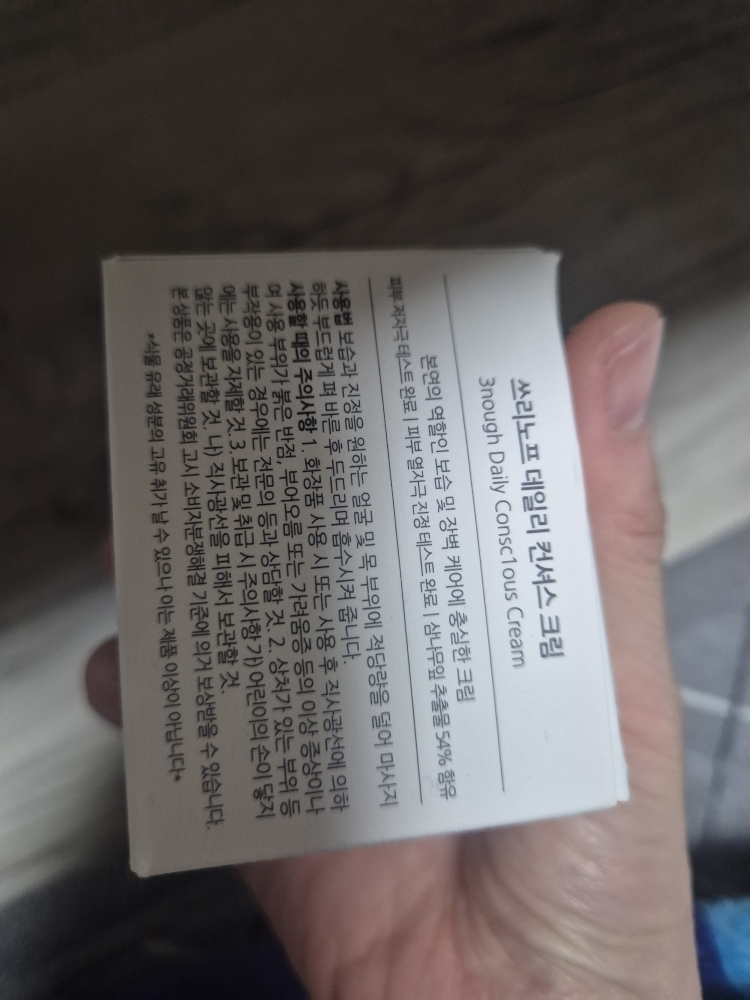 쓰리노프 데일리 컨셔스 크림
3nough Daily Consc1ous Cream
본연의 역할인 보습 및 장벽 케어에 충실한 크림
피부 저자극 테스트 완료 | 피부 열자극 진정 테스트 완료 | 삼나무잎 추출물 54% 함유
사용법 보습과 진정을 원하는 얼굴 및 목 부위에 적당량을 덜어 마사지
하듯 부드럽게 펴 바른 후 두드리며 흡수시켜 줍니다.
사용할 때의 주의사항 1. 화장품 사용 시 또는 사용 후 직사광선에 의하
여 사용 부위가 붉은 반점, 부어오름 또는 가려움증 등의 이상 증상이나
부작용이 있는 경우에는 전문의 등과 상담할 것. 2. 상처가 있는 부위 등
에는 사용을 자제할 것. 3. 보관 및 취급 시 주의사항 가) 어린이의 손이 닿지
않는 곳에 보관할 것. 나) 직사광선을 피해서 보관할 것.
본 상품은 공정거래위원회 고시 소비자분쟁해결 기준에 의거 보상받을 수 있습니다.
*식물 유래 성분의 고유 취가 날 수 있으나 이는 제품 이상이 아닙니다*